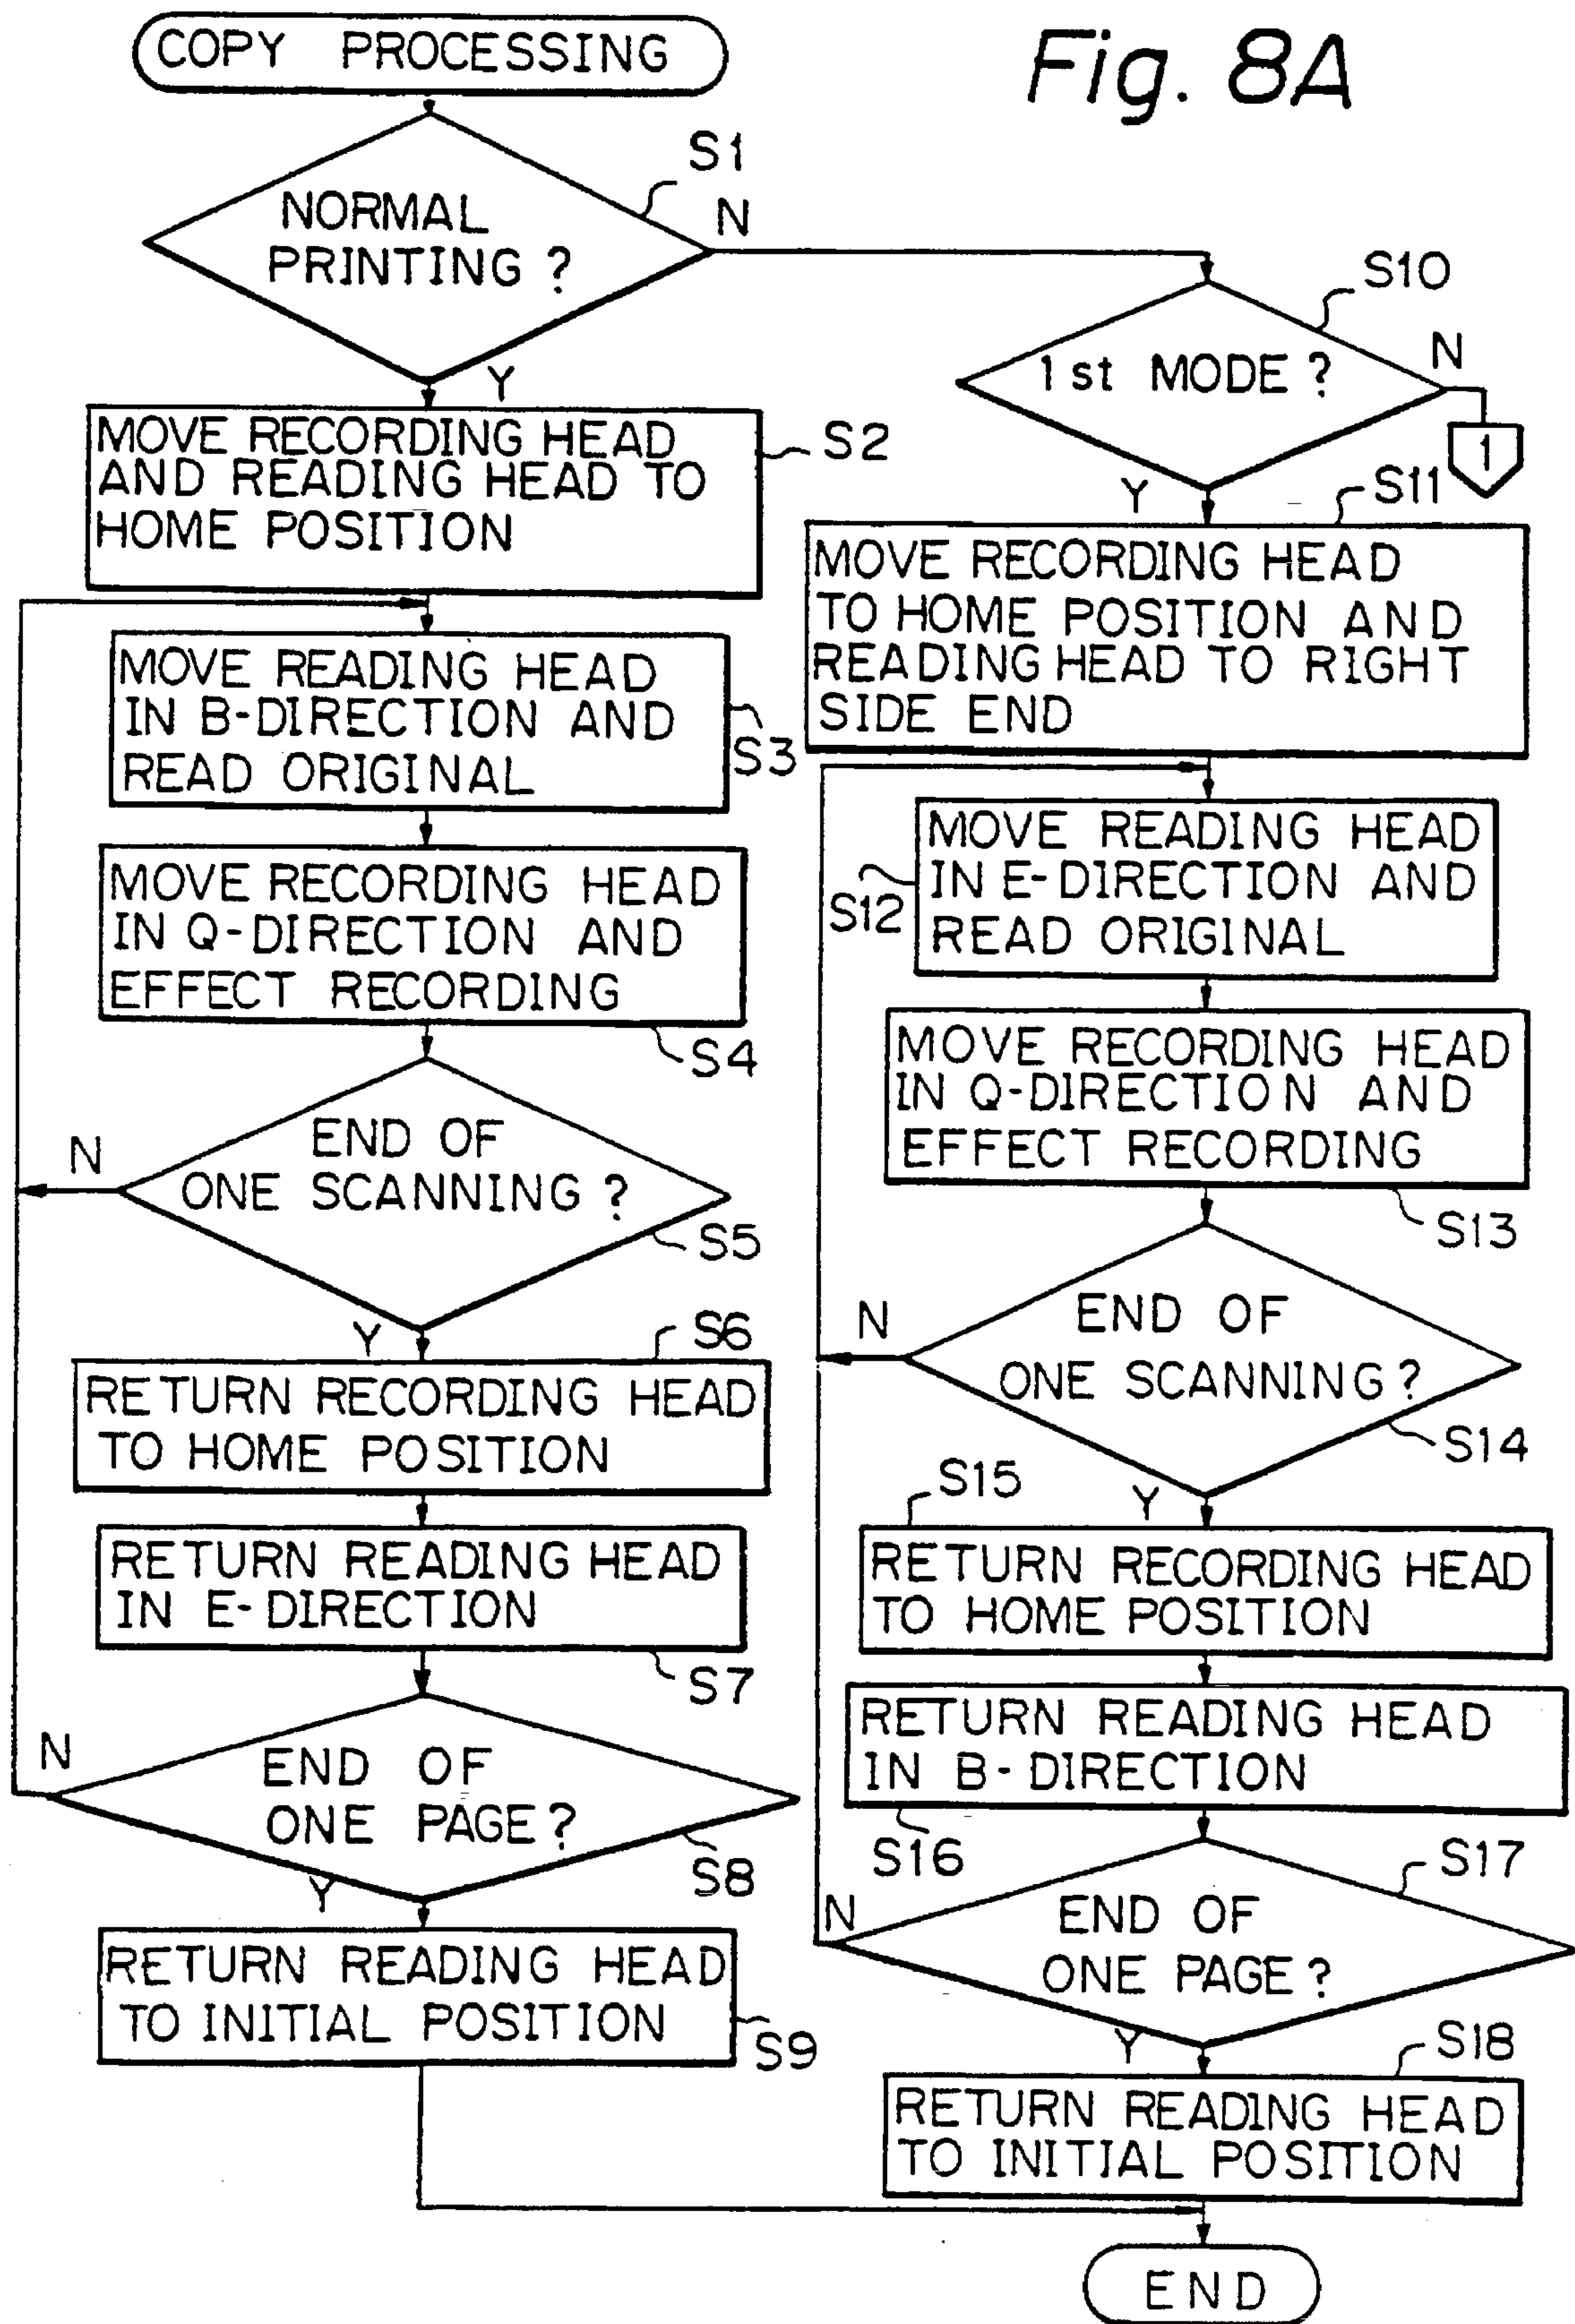 Fig. 8A
COPY PROCESSING
S1
NORMAL
PRINTING ?
N
Y
S2
MOVE RECORDING HEAD
AND READING HEAD TO
HOME POSITION
MOVE READING HEAD
IN B-DIRECTION AND
READ ORIGINAL
S3
MOVE RECORDING HEAD
IN Q-DIRECTION AND
EFFECT RECORDING
S4
END OF
ONE SCANNING ?
N
S5
Y
S6
RETURN RECORDING HEAD
TO HOME POSITION
RETURN READING HEAD
IN E-DIRECTION
S7
N
END OF
ONE PAGE ?
S8
Y
RETURN READING HEAD
TO INITIAL POSITION
S9
S10
1st MODE ?
N
1
Y
S11
MOVE RECORDING HEAD
TO HOME POSITION AND
READING HEAD TO RIGHT
SIDE END
MOVE READING HEAD
IN E-DIRECTION AND
READ ORIGINAL
S12
MOVE RECORDING HEAD
IN Q-DIRECTION AND
EFFECT RECORDING
S13
N
END OF
ONE SCANNING ?
S14
S15
Y
RETURN RECORDING HEAD
TO HOME POSITION
RETURN READING HEAD
IN B-DIRECTION
S16
S17
N
END OF
ONE PAGE ?
Y
S18
RETURN READING HEAD
TO INITIAL POSITION
END